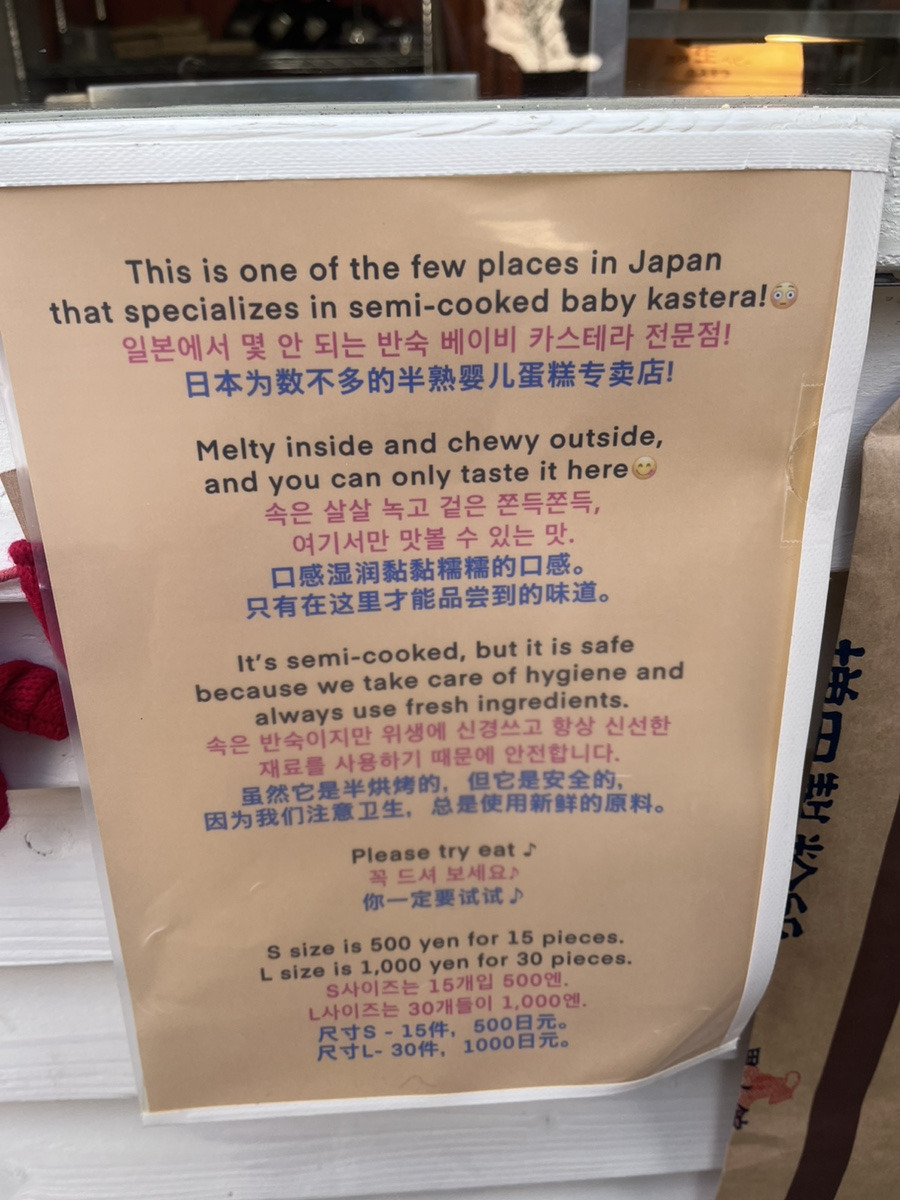 This is one of the few places in Japan
that specializes in semi-cooked baby kastera!😳
일본에서 몇 안 되는 반숙 베이비 카스테라 전문점!
日本为数不多的半熟婴儿蛋糕专卖店!
Melty inside and chewy outside,
and you can only taste it here😋
속은 살살 녹고 겉은 쫀득쫀득,
여기서만 맛볼 수 있는 맛.
口感湿润黏黏糯糯的口感。
只有在这里才能品尝到的味道。
It's semi-cooked, but it is safe
because we take care of hygiene and
always use fresh ingredients.
속은 반숙이지만 위생에 신경쓰고 항상 신선한
재료를 사용하기 때문에 안전합니다.
虽然它是半烘烤的，但它是安全的，
因为我们注意卫生，总是使用新鲜的原料。
Please try eat ♪
꼭 드셔 보세요♪
你一定要试试♪
S size is 500 yen for 15 pieces.
L size is 1,000 yen for 30 pieces.
S사이즈는 15개입 500엔.
L사이즈는 30개들이 1,000엔.
尺寸S - 15件，500日元。
尺寸L- 30件，1000日元。